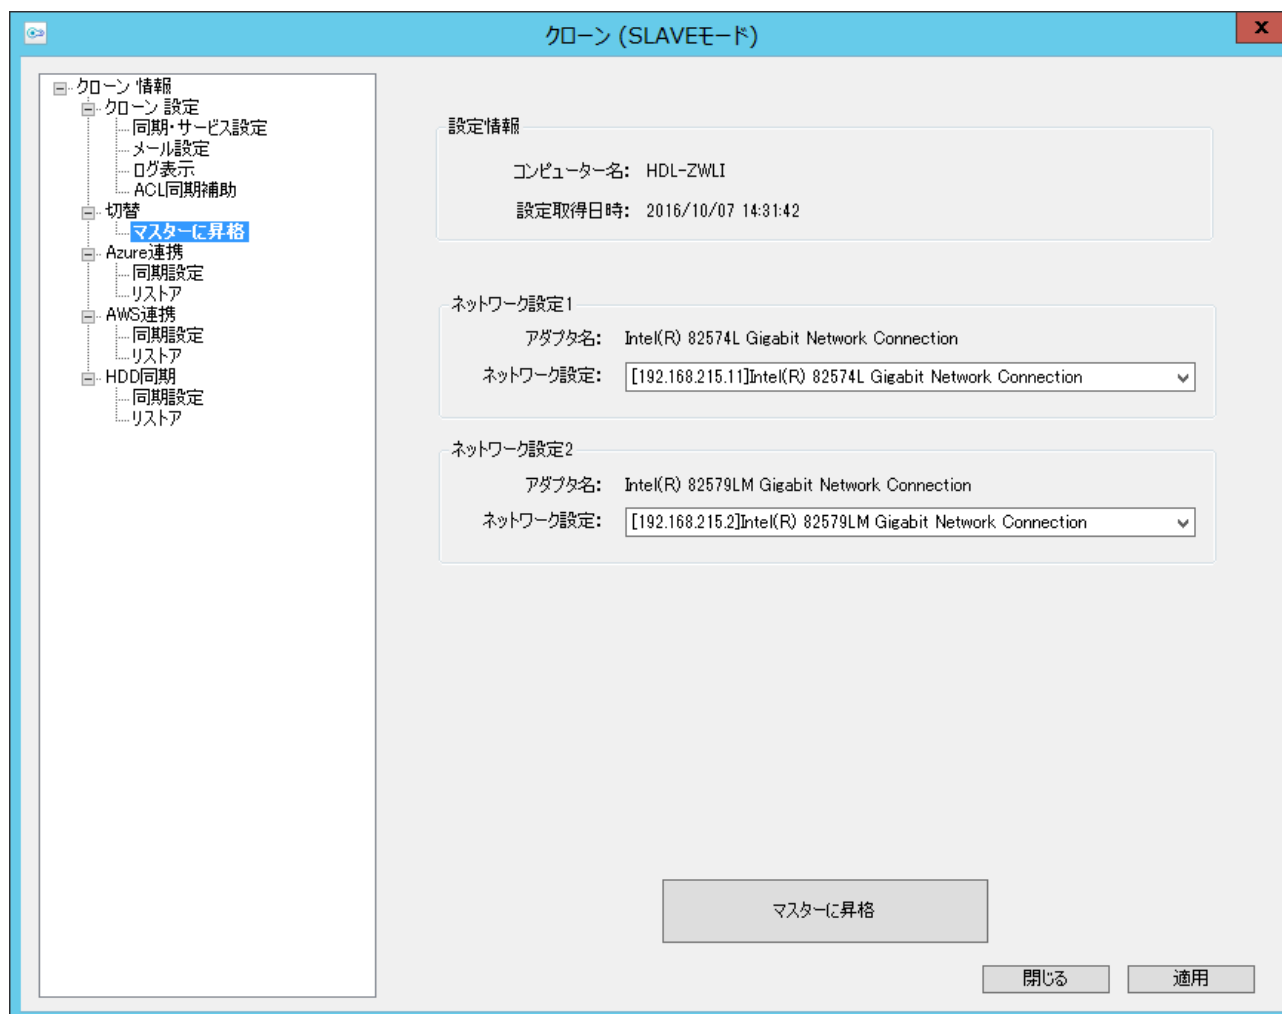 クローン (SLAVEモード)
x
クローン 情報
クローン 設定
同期・サービス設定
メール設定
ログ表示
ACL同期補助
切替
マスターに昇格
Azure連携
同期設定
リストア
AWS連携
同期設定
リストア
HDD同期
同期設定
リストア
設定情報
コンピューター名: HDL-ZWLI
設定取得日時: 2016/10/07 14:31:42
ネットワーク設定1
アダプタ名: Intel(R) 82574L Gigabit Network Connection
ネットワーク設定: [192.168.215.11]Intel(R) 82574L Gigabit Network Connection
ネットワーク設定2
アダプタ名: Intel(R) 82579LM Gigabit Network Connection
ネットワーク設定: [192.168.215.2]Intel(R) 82579LM Gigabit Network Connection
マスターに昇格
閉じる 適用